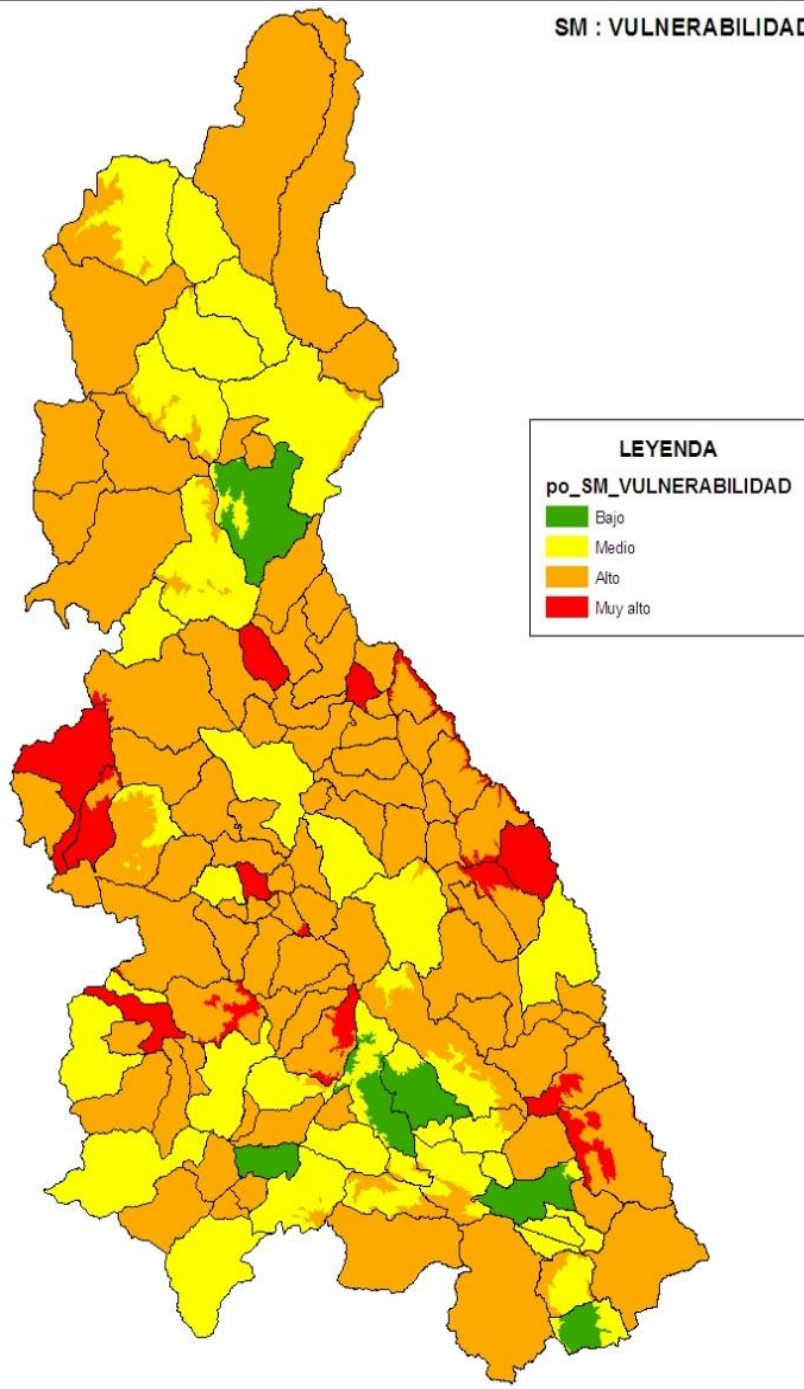 SM : VULNERABILIDAD
LEYENDA
po_SM_VULNERABILIDAD
Bajo
Medio
Alto
Muy alto